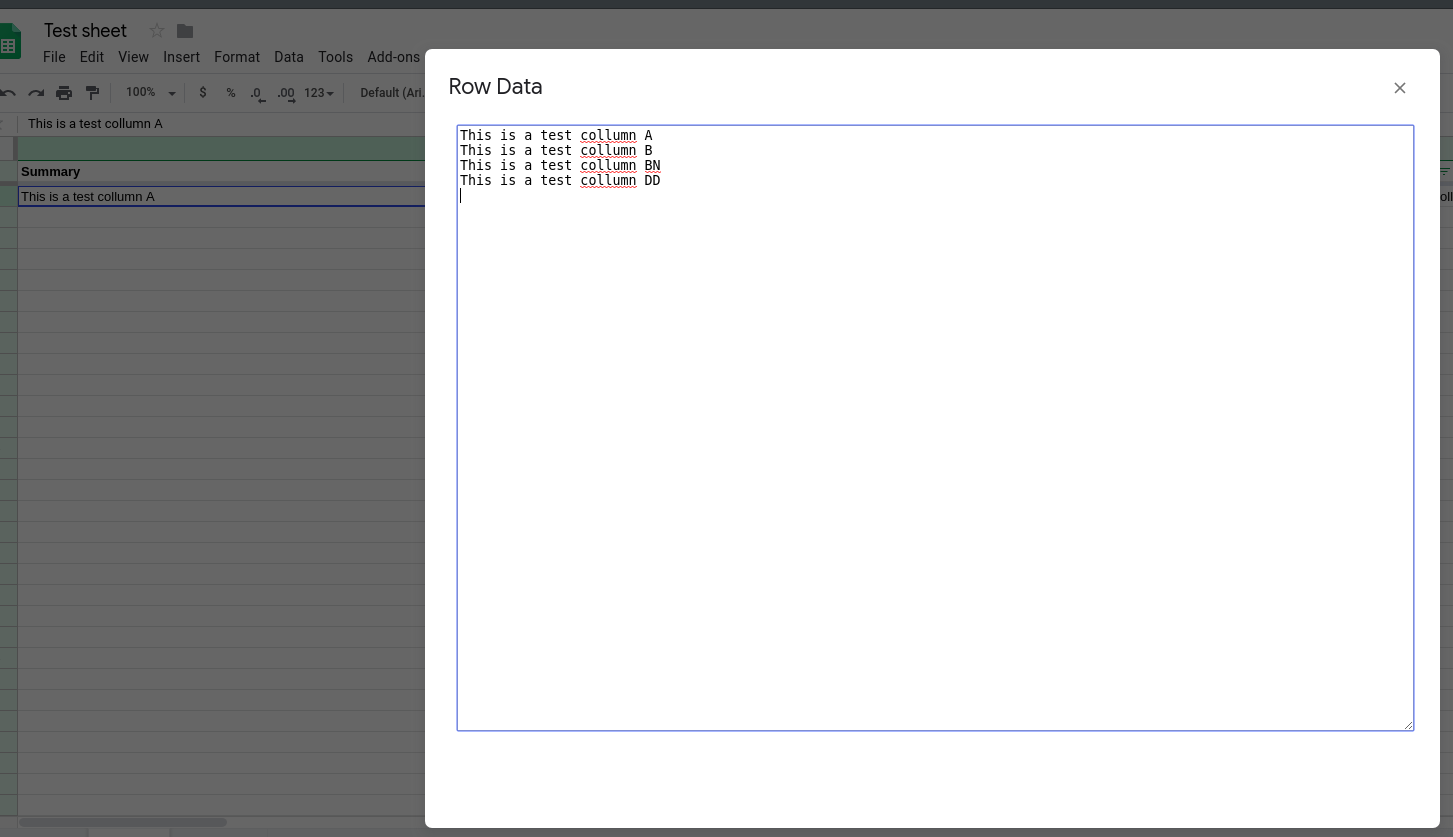 Test sheet
File Edit View Insert Format Data Tools Add-ons
100% $ % .0 .00 123 Default (Ari...
This is a test collumn A
Summary
This is a test collumn A
Row Data
This is a test collumn A
This is a test collumn B
This is a test collumn BN
This is a test collumn DD